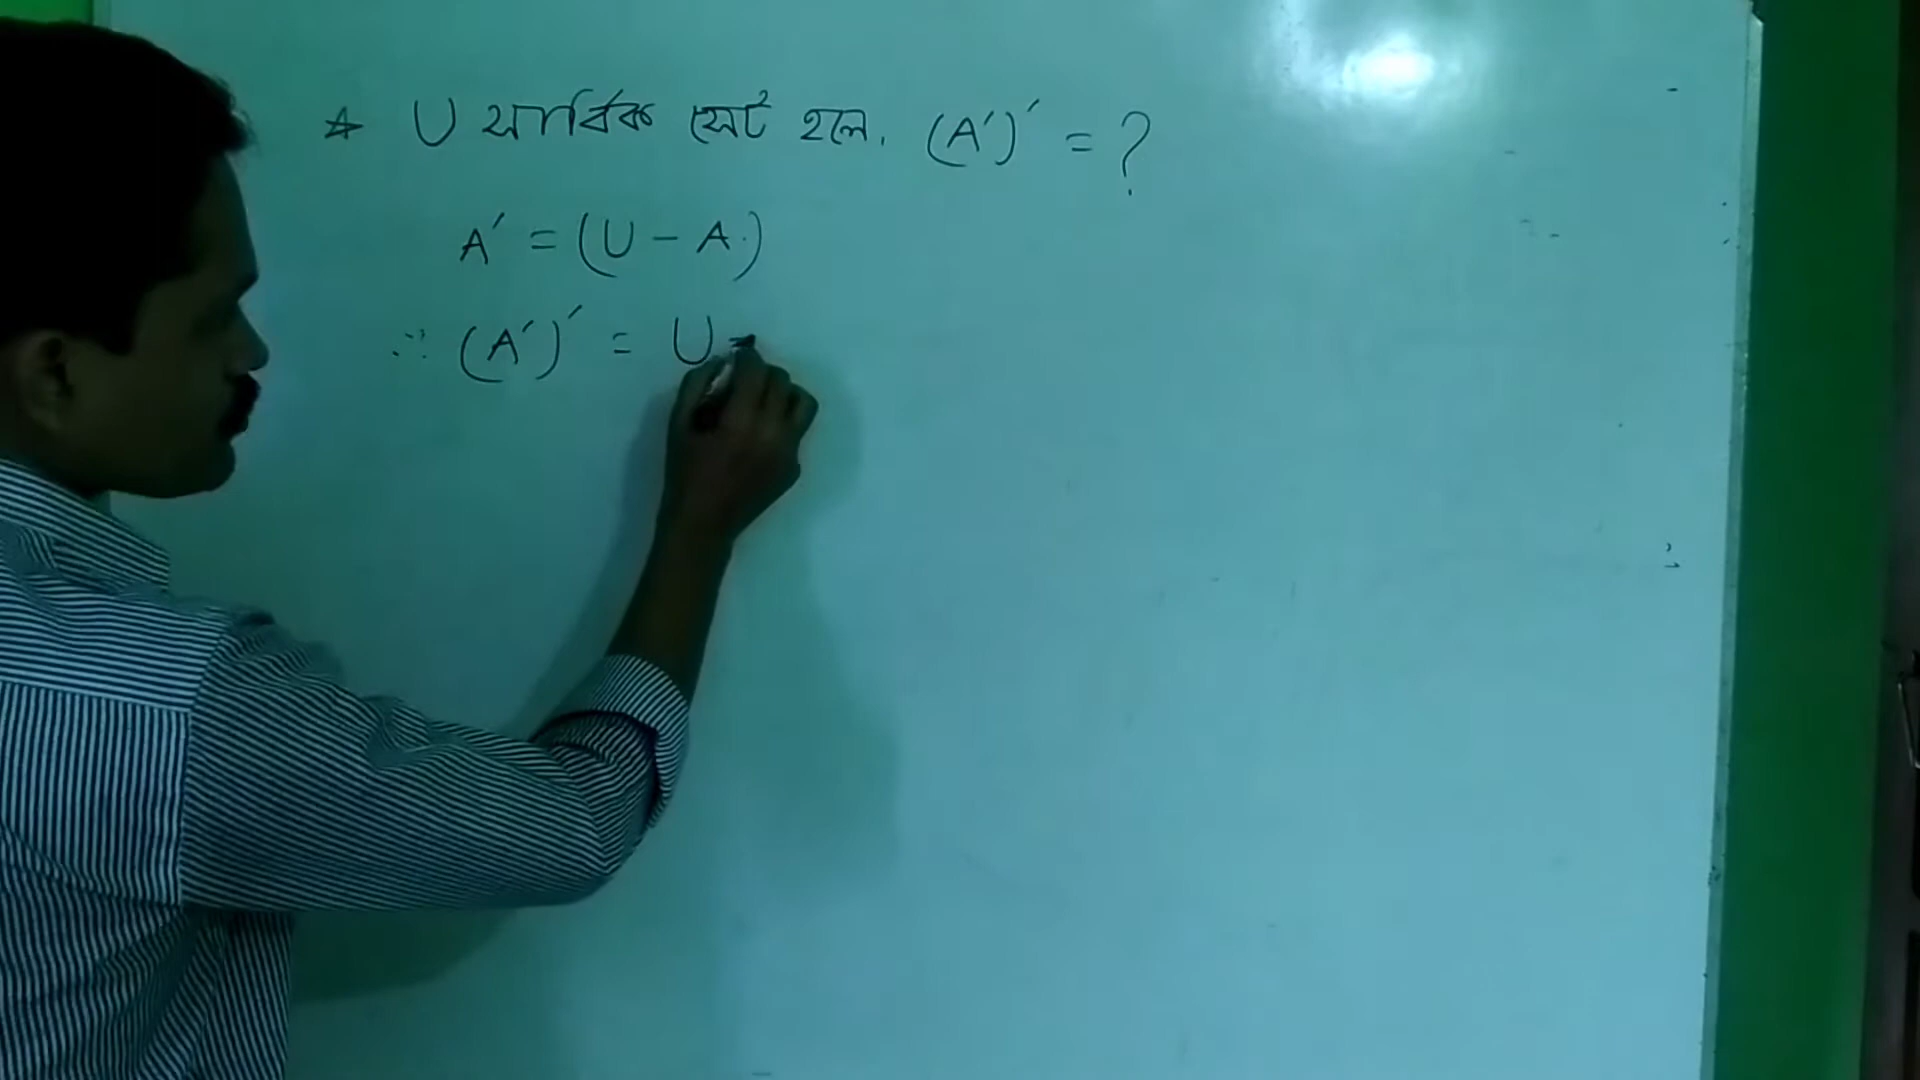 ☆ U সার্বিক সেট হলে, (A′)′ = ?
A′ = (U − A)
∴ (A′)′ = U −